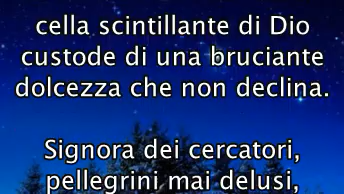 cella scintillante di Dio
custode di una bruciante
dolcezza che non declina.
Signora dei cercatori,
pellegrini mai delusi,